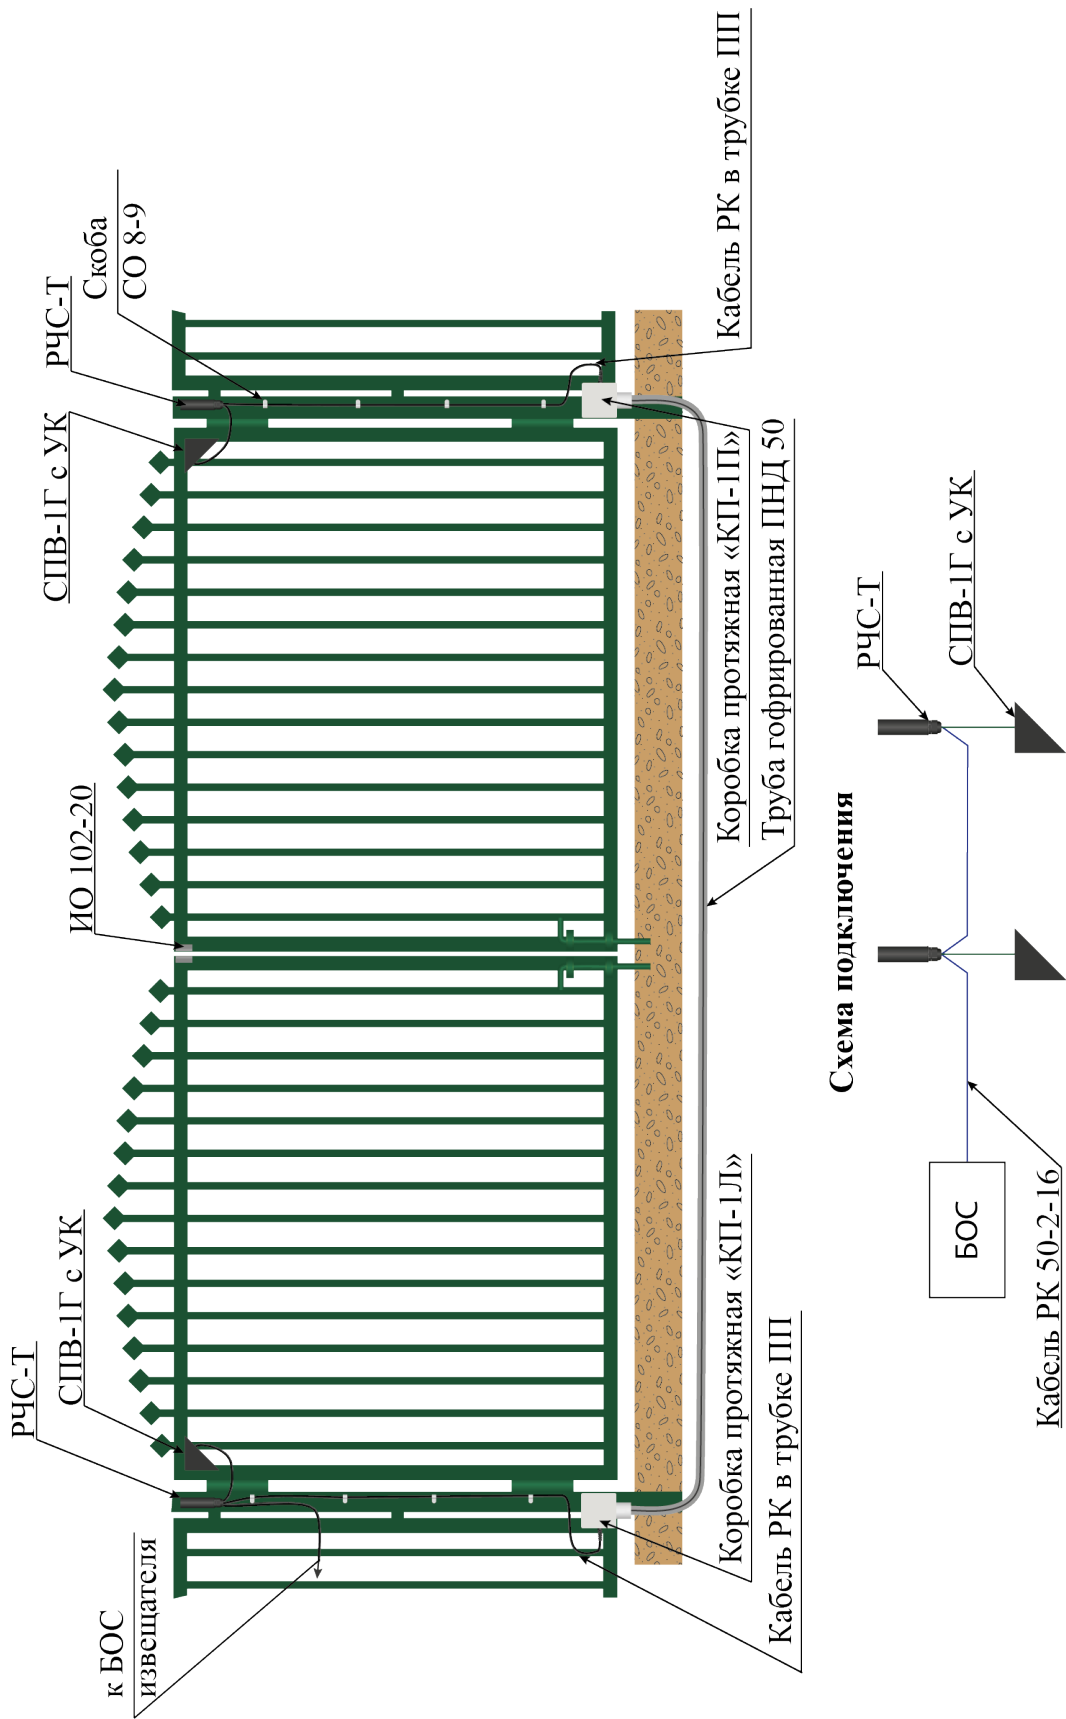 РЧС-Т
СПВ-1Г с УК
ИО 102-20
СПВ-1Г с УК
РЧС-Т
Скоба
СО 8-9
к БОС
извещателя
Коробка протяжная «КП-1Л»
Кабель РК в трубке ПП
Коробка протяжная «КП-1П»
Труба гофрированная ПНД 50
Кабель РК в трубке ПП
Схема подключения
РЧС-Т
СПВ-1Г с УК
БОС
Кабель РК 50-2-16